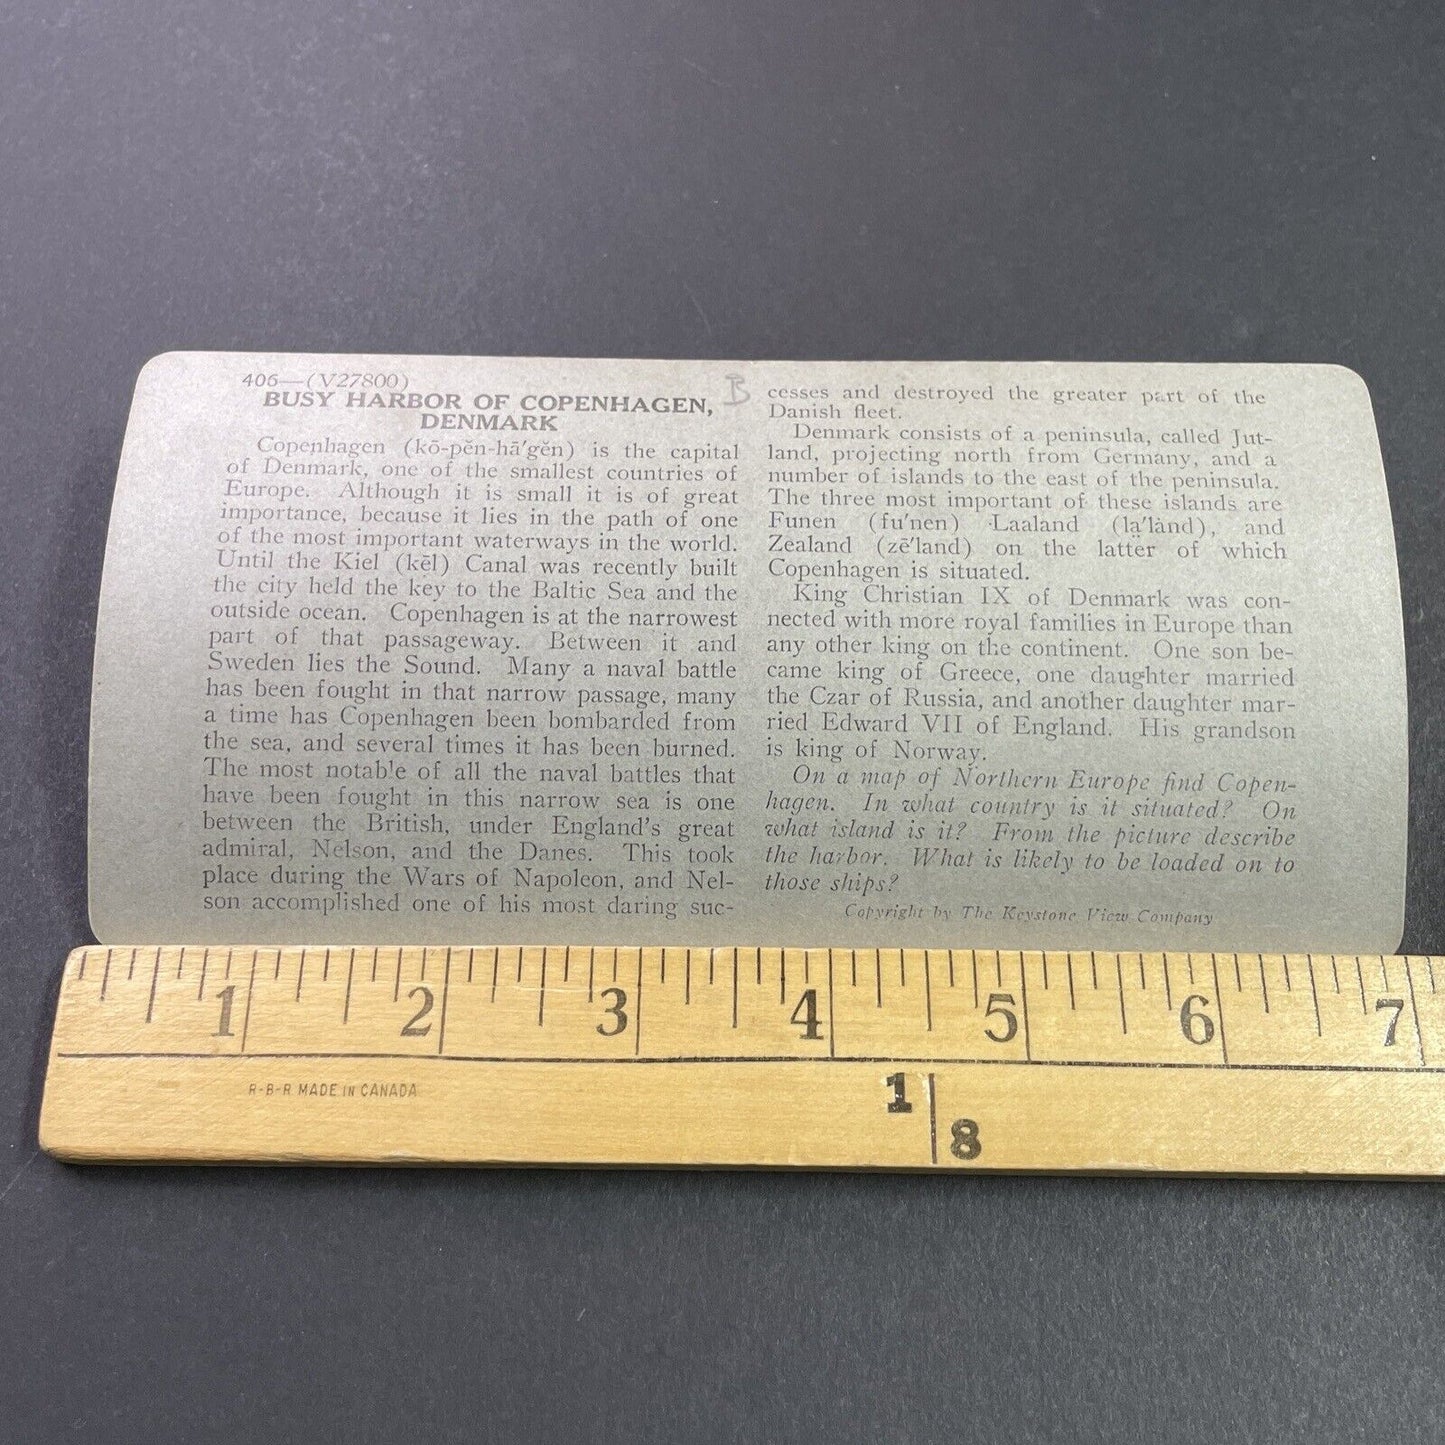 406—(V27800)
BUSY HARBOR OF COPENHAGEN,
DENMARK
Copenhagen (kō-pĕn-hā'gĕn) is the capital
of Denmark, one of the smallest countries of
Europe. Although it is small it is of great
importance, because it lies in the path of one
of the most important waterways in the world.
Until the Kiel (kēl) Canal was recently built
the city held the key to the Baltic Sea and the
outside ocean. Copenhagen is at the narrowest
part of that passageway. Between it and
Sweden lies the Sound. Many a naval battle
has been fought in that narrow passage, many
a time has Copenhagen been bombarded from
the sea, and several times it has been burned.
The most notable of all the naval battles that
have been fought in this narrow sea is one
between the British, under England's great
admiral, Nelson, and the Danes. This took
place during the Wars of Napoleon, and Nel-
son accomplished one of his most daring suc-
B
cesses and destroyed the greater part of the
Danish fleet.
Denmark consists of a peninsula, called Jut-
land, projecting north from Germany, and a
number of islands to the east of the peninsula.
The three most important of these islands are
Funen (fu'nen) Laaland (lạ̈'lȧnd), and
Zealand (zē'land) on the latter of which
Copenhagen is situated.
King Christian IX of Denmark was con-
nected with more royal families in Europe than
any other king on the continent. One son be-
came king of Greece, one daughter married
the Czar of Russia, and another daughter mar-
ried Edward VII of England. His grandson
is king of Norway.
On a map of Northern Europe find Copen-
hagen. In what country is it situated? On
what island is it? From the picture describe
the harbor. What is likely to be loaded on to
those ships?
Copyright by The Keystone View Company
1 2 3 4 5 6 7
R-B-R MADE IN CANADA
1
8